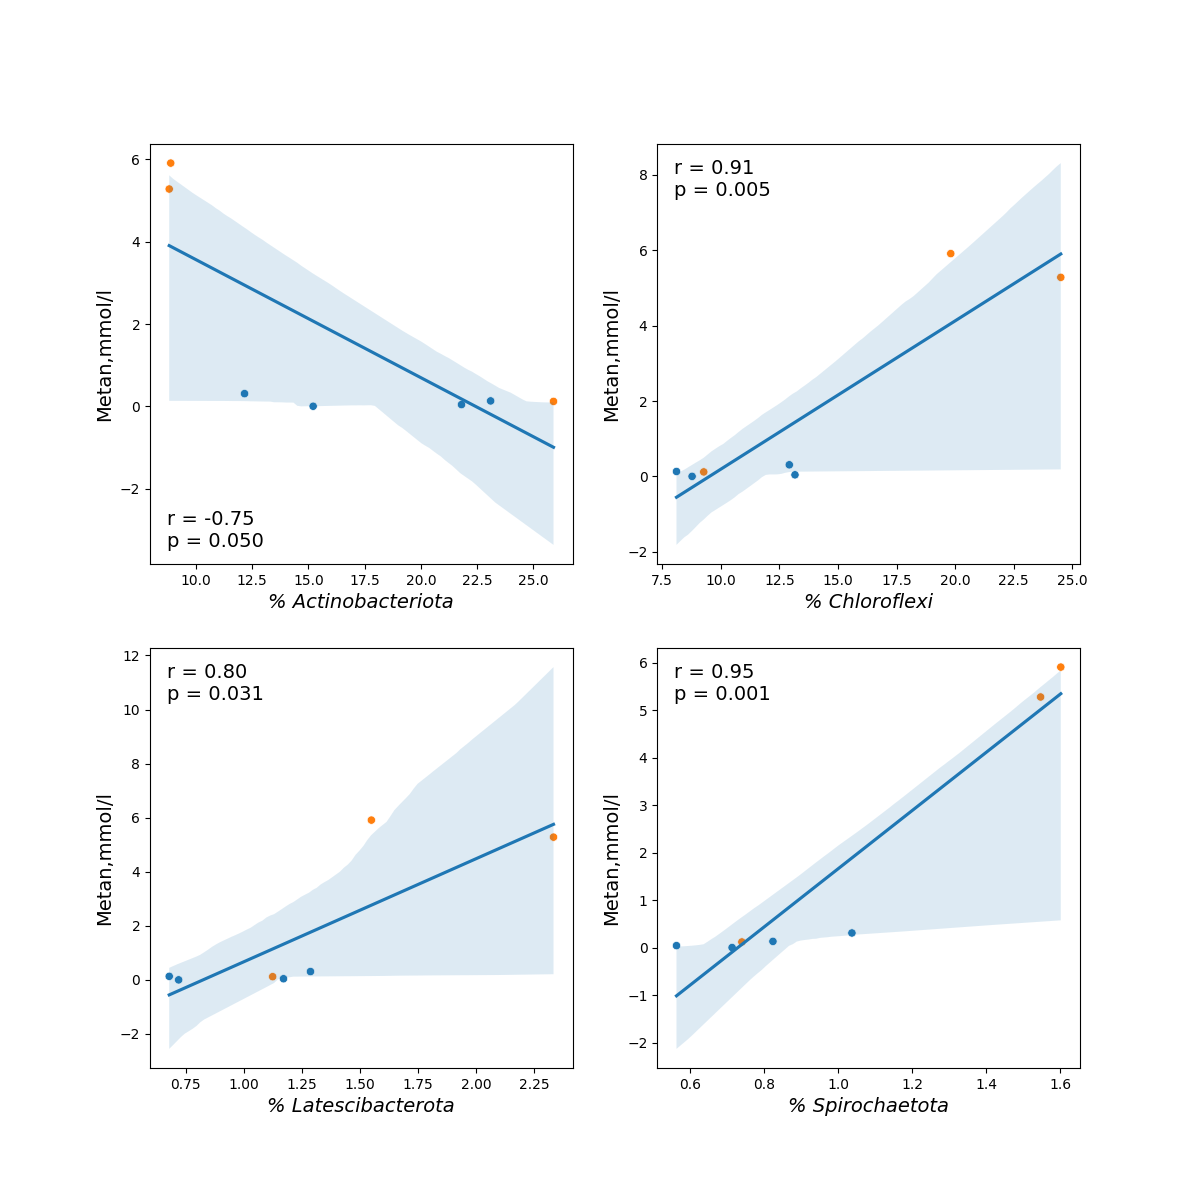 6
4
2
0
−2
Metan,mmol/l
r = -0.75
p = 0.050
10.0 12.5 15.0 17.5 20.0 22.5 25.0
% Actinobacteriota
8
6
4
2
0
−2
Metan,mmol/l
r = 0.91
p = 0.005
7.5 10.0 12.5 15.0 17.5 20.0 22.5 25.0
% Chloroflexi
12
10
8
6
4
2
0
−2
Metan,mmol/l
r = 0.80
p = 0.031
0.75 1.00 1.25 1.50 1.75 2.00 2.25
% Latescibacterota
6
5
4
3
2
1
0
−1
−2
Metan,mmol/l
r = 0.95
p = 0.001
0.6 0.8 1.0 1.2 1.4 1.6
% Spirochaetota